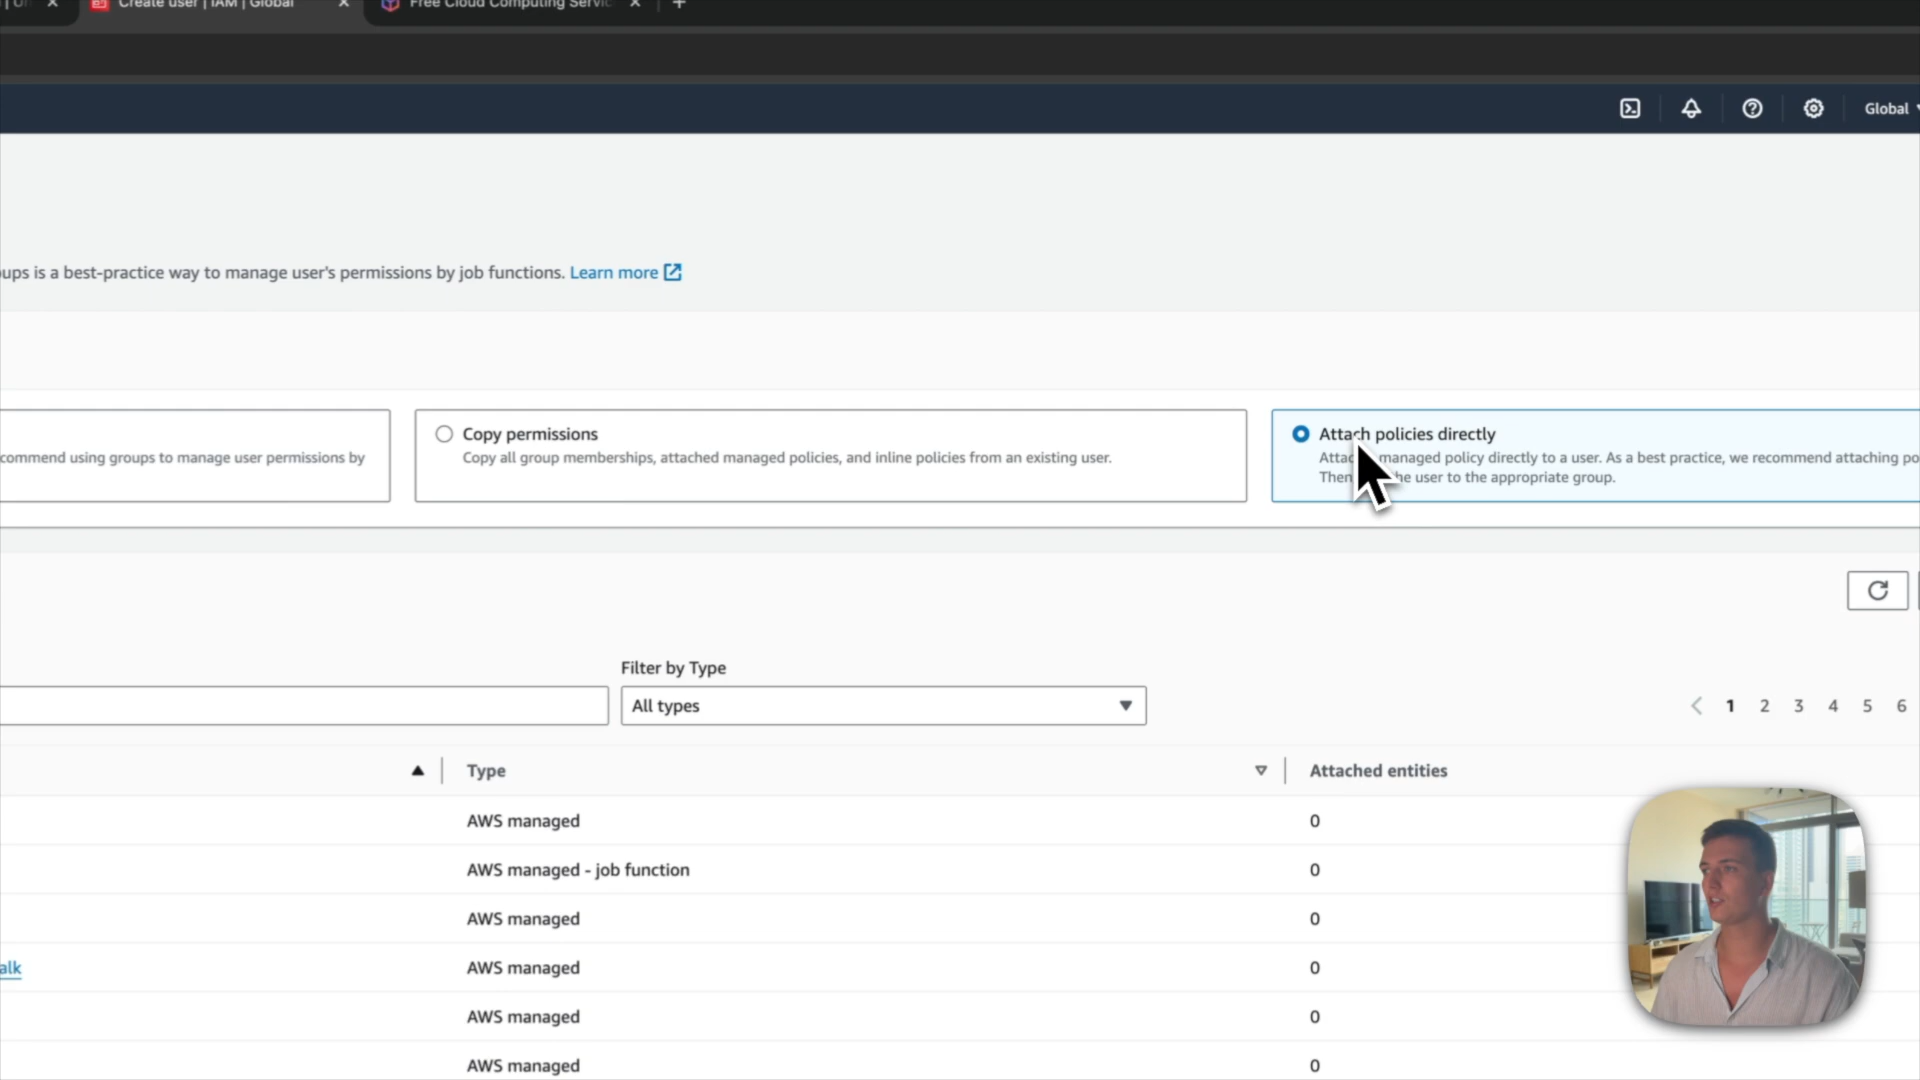 Create user | IAM | Global
Free Cloud Computing Servic
Global
ups is a best-practice way to manage user's permissions by job functions. Learn more
commend using groups to manage user permissions by
Copy permissions
Copy all group memberships, attached managed policies, and inline policies from an existing user.
Attach policies directly
Attac managed policy directly to a user. As a best practice, we recommend attaching po
Then he user to the appropriate group.
Filter by Type
All types
1 2 3 4 5 6
Type
Attached entities
AWS managed 0
AWS managed - job function 0
AWS managed 0
alk AWS managed 0
AWS managed 0
AWS managed 0